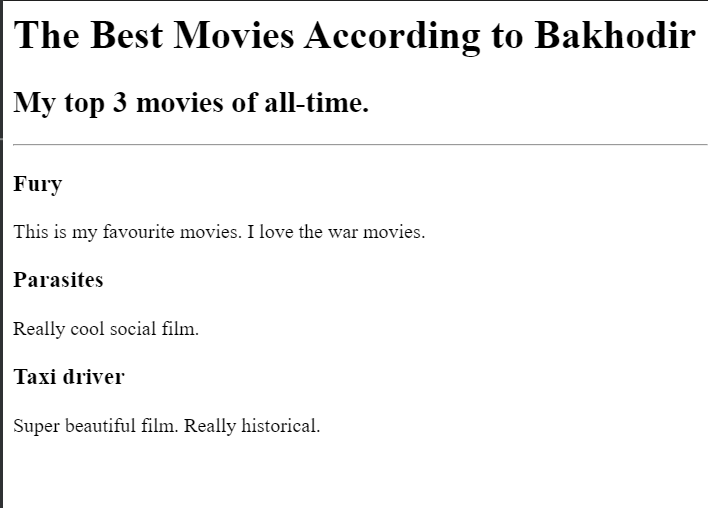 The Best Movies According to Bakhodir
My top 3 movies of all-time.
Fury
This is my favourite movies. I love the war movies.
Parasites
Really cool social film.
Taxi driver
Super beautiful film. Really historical.